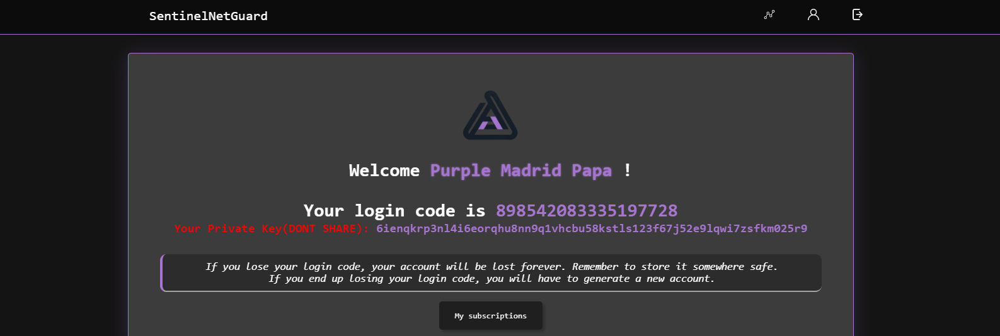 SentinelNetGuard
Welcome Purple Madrid Papa !
Your login code is 898542083335197728
Your Private Key(DONT SHARE): 6ienqkrp3nl4i6eorqhu8nn9q1vhcbu58kstls123f67j52e9lqwi7zsfkm025r9
If you lose your login code, your account will be lost forever. Remember to store it somewhere safe.
If you end up losing your login code, you will have to generate a new account.
My subscriptions